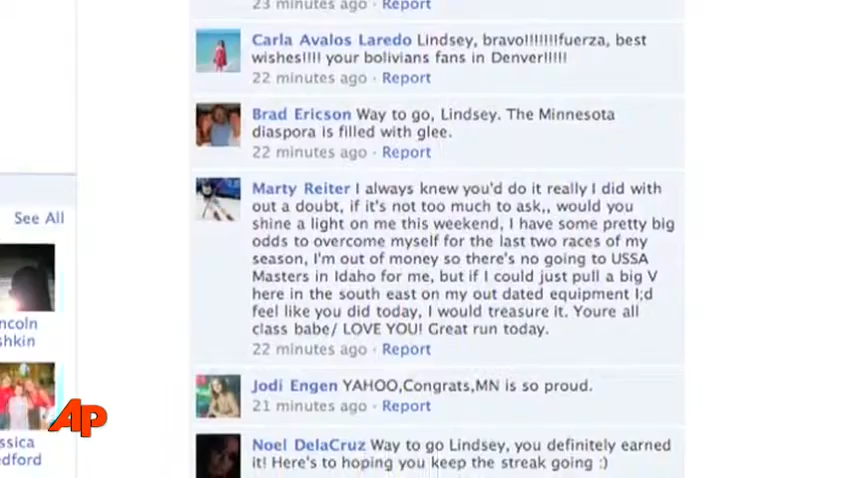 23 minutes ago · Report
Carla Avalos Laredo Lindsey, bravo!!!!!!!fuerza, best
wishes!!!! your bolivians fans in Denver!!!!!
22 minutes ago · Report
Brad Ericson Way to go, Lindsey. The Minnesota
diaspora is filled with glee.
22 minutes ago · Report
Marty Reiter I always knew you'd do it really I did with
out a doubt, if it's not too much to ask,, would you
shine a light on me this weekend, I have some pretty big
odds to overcome myself for the last two races of my
season, I'm out of money so there's no going to USSA
Masters in Idaho for me, but if I could just pull a big V
here in the south east on my out dated equipment I;d
feel like you did today, I would treasure it. Youre all
class babe/ LOVE YOU! Great run today.
22 minutes ago · Report
Jodi Engen YAHOO,Congrats,MN is so proud.
21 minutes ago · Report
Noel DelaCruz Way to go Lindsey, you definitely earned
it! Here's to hoping you keep the streak going :)
See All
ncoln
shkin
ssica
edford
AP